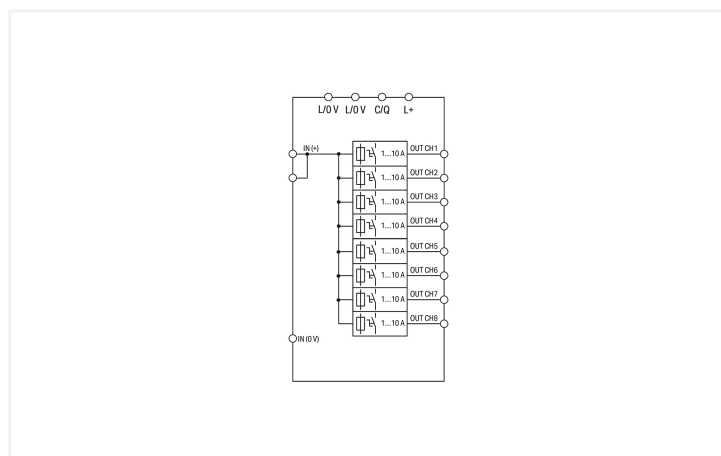 L/0 V L/0 V C/Q L+
IN (+)
1...10 A OUT CH1
1...10 A OUT CH2
1...10 A OUT CH3
1...10 A OUT CH4
1...10 A OUT CH5
1...10 A OUT CH6
1...10 A OUT CH7
1...10 A OUT CH8
IN (0 V)